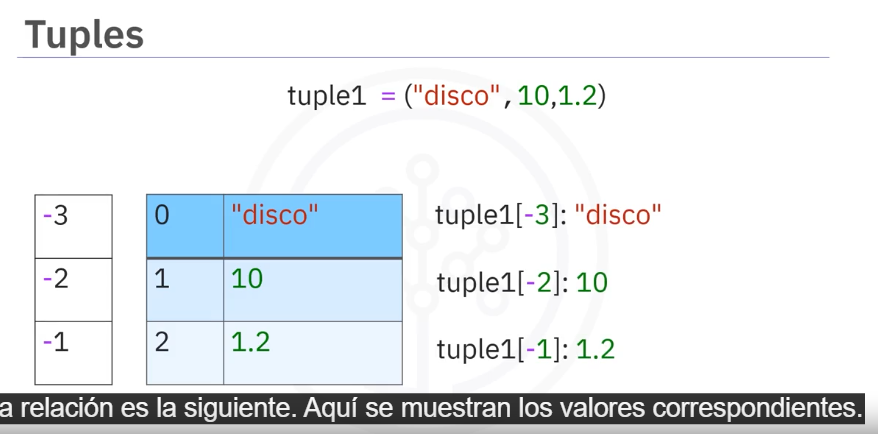 Tuples
tuple1 = ("disco", 10,1.2)
-3 0 "disco" tuple1[-3]: "disco"
-2 1 10 tuple1[-2]: 10
-1 2 1.2 tuple1[-1]: 1.2
a relación es la siguiente. Aquí se muestran los valores correspondientes.